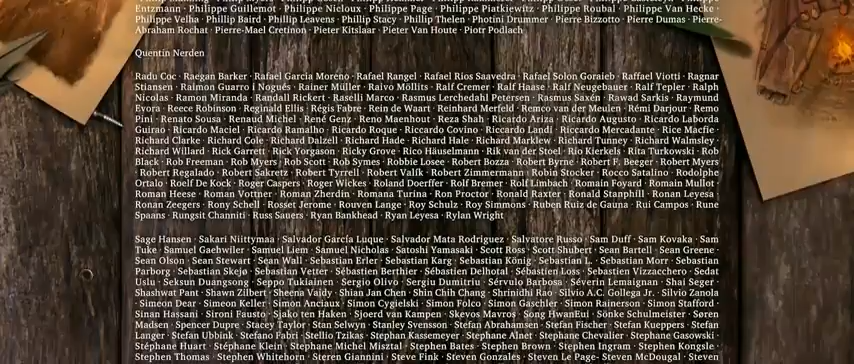 Entzmann · Philippe Guillemot · Philippe Nicloux · Philippe Page · Philippe Piatkiewitz · Philippe Roubal · Philippe Van Hecke ·
Philippe Velha · Phillip Baird · Phillip Leavens · Phillip Stacy · Phillip Thelen · Photini Drummer · Pierre Bizzotto · Pierre Dumas · Pierre-
Abraham Rochat · Pierre-Mael Cretinon · Pieter Kitslaar · Pieter Van Houte · Piotr Podlach
Quentin Nerden
Radu Coc · Raegan Barker · Rafael Garcia Moreno · Rafael Rangel · Rafael Rios Saavedra · Rafael Solon Goraieb · Raffael Viotti · Ragnar
Stiansen · Raimon Guarro i Nogués · Rainer Müller · Raivo Mõllits · Ralf Cremer · Ralf Haase · Ralf Neugebauer · Ralf Tepler · Ralph
Nicolas · Ramon Miranda · Randall Rickert · Raselli Marco · Rasmus Lerchedahl Petersen · Rasmus Saxén · Rawad Sarkis · Raymund
Evora · Reece Robinson · Reginald Ellis · Régis Fabre · Rein de Waart · Reinhard Merfeld · Remco van der Meulen · Rémi Darjour · Remo
Pini · Renato Sousa · Renaud Michel · René Genz · Reno Maenhout · Reza Shah · Ricardo Ariza · Ricardo Augusto · Ricardo Laborda
Guirao · Ricardo Maciel · Ricardo Ramalho · Ricardo Roque · Riccardo Covino · Riccardo Landi · Riccardo Mercadante · Rice Macfie ·
Richard Clarke · Richard Cole · Richard Dalzell · Richard Hade · Richard Hale · Richard Marklew · Richard Tunney · Richard Walmsley ·
Richard Willard · Rick Garrett · Rick Yorgason · Ricky Grove · Rico Häuselmann · Rik van der Stoel · Rio Kierkels · Rita Turkowski · Rob
Black · Rob Freeman · Rob Myers · Rob Scott · Rob Symes · Robbie Losee · Robert Bozza · Robert Byrne · Robert F. Beeger · Robert Myers
· Robert Regalado · Robert Sakretz · Robert Tyrrell · Robert Valfk · Robert Zimmermann · Robin Stocker · Rocco Satalino · Rodolphe
Ortalo · Roelf De Kock · Roger Caspers · Roger Wickes · Roland Doerffer · Rolf Bremer · Rolf Limbach · Romain Foyard · Romain Mullot ·
Roman Heese · Roman Vottner · Roman Zherdin · Romana Turina · Ron Proctor · Ronald Raxter · Ronald Stanphill · Ronan Leyesa ·
Ronan Zeegers · Rony Schell · Rosset Jerome · Rouven Lange · Roy Schulz · Roy Simmons · Ruben Ruiz de Gauna · Rui Campos · Rune
Spaans · Rungsit Channiti · Russ Sauers · Ryan Bankhead · Ryan Leyesa · Rylan Wright
Sage Hansen · Sakari Niittymaa · Salvador García Luque · Salvador Mata Rodriguez · Salvatore Russo · Sam Duff · Sam Kovaka · Sam
Tuke · Samuel Gaehwiler · Samuel Liem · Samuel Nicholas · Satoshi Yamasaki · Scott Ross · Scott Shubert · Sean Bartell · Sean Greene ·
Sean Olson · Sean Stewart · Sean Wall · Sebastian Erler · Sebastian Karg · Sebastian König · Sebastian L. · Sebastian Morr · Sebastian
Parborg · Sebastian Skejø · Sebastian Vetter · Sébastien Berthier · Sébastien Delhotal · Sébastien Loss · Sebastien Vizzacchero · Sedat
Uslu · Seksun Duangsong · Seppo Tukiainen · Sergio Olivo · Sergiu Dumitriu · Sérvulo Barbosa · Séverin Lemaignan · Shai Seger ·
Shashwat Pant · Shawn Zilbert · Sheena Vaidy · Shian Jan Chen · Shin Chih Chang · Shrinidhi Rao · Silvio A.C. Gollega Jr. · Silvio Zanola
· Simeon Dear · Simeon Keller · Simon Anciaux · Simon Cygielski · Simon Folco · Simon Gaschler · Simon Rainerson · Simon Stafford ·
Sinan Hassani · Sironi Fausto · Sjako ten Haken · Sjoerd van Kampen · Skevos Mavros · Song HwanEui · Sönke Schulmeister · Søren
Madsen · Spencer Dupre · Stacey Taylor · Stan Selwyn · Stanley Svensson · Stefan Abrahamsen · Stefan Fischer · Stefan Kueppers · Stefan
Langer · Stefan Ubbink · Stefano Fabri · Stellio Tzikas · Stephan Kassemeyer · Stephane Alnet · Stephane Chevalier · Stephane Gasowski ·
Stéphane Huart · Stéphane Klein · Stephane Michel Misztal · Stephen Bates · Stephen Brown · Stephen Ingram · Stephen Kongsle ·
Stephen Thomas · Stephen Whitehorn · Steren Giannini · Steve Fink · Steven Gonzales · Steven Le Page- Steven McDougal · Steven